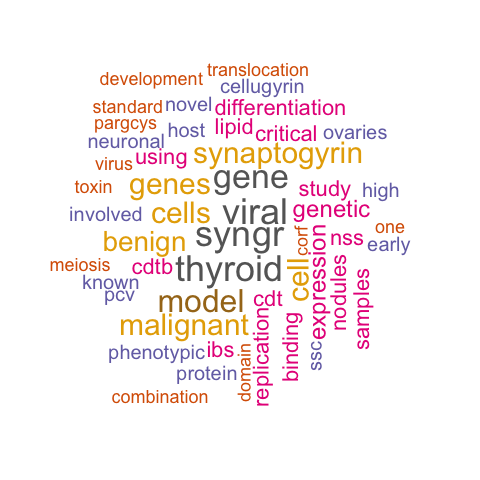 translocation
development
cellugyrin
standard
novel
differentiation
pargcys
host
lipid
critical
ovaries
neuronal
virus
using
synaptogyrin
toxin
genes
gene
study
high
involved
cells
viral
genetic
one
benign
syngr
corf
expression
nss
early
meiosis
cdtb
thyroid
cell
nodules
samples
known
pcv
model
cdt
malignant
replication
binding
ssc
phenotypic
ibs
domain
protein
combination